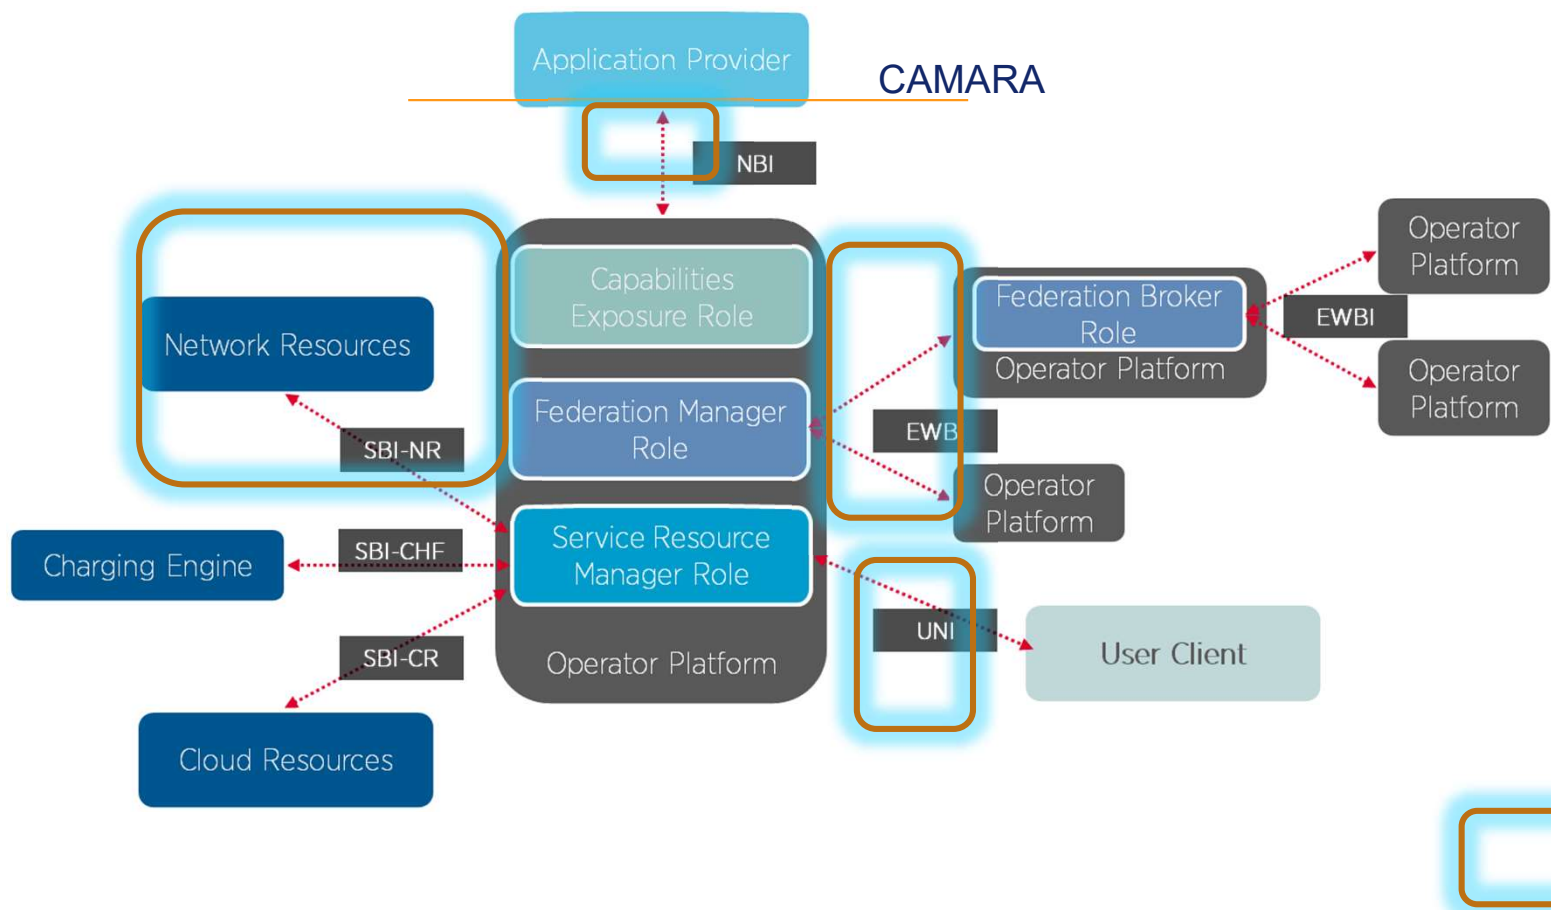 Application Provider
CAMARA
NBI
Capabilities
Exposure Role
Network Resources
Federation Manager
Role
SBI-NR
EWB
Federation Broker
Role
Operator Platform
EWBI
Operator
Platform
Operator
Platform
Operator
Platform
Charging Engine
SBI-CHF
Service Resource
Manager Role
SBI-CR
Operator Platform
UNI
User Client
Cloud Resources